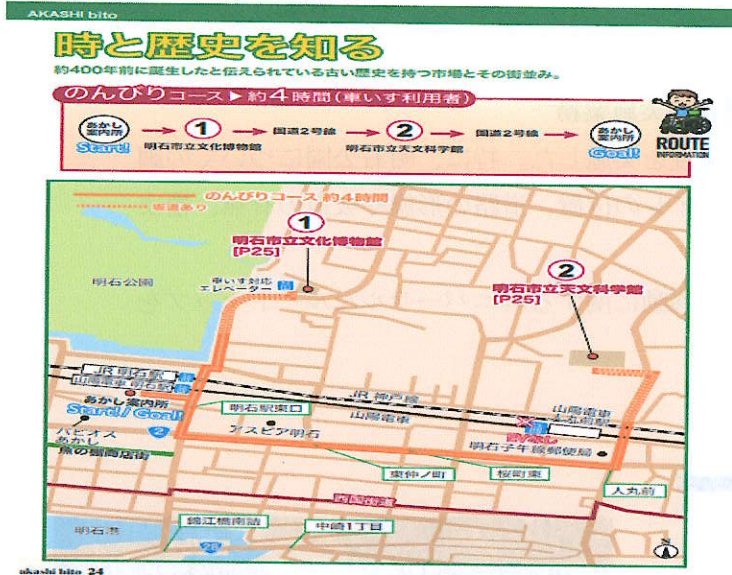 AKASHI bito
時と歴史を知る
約400年前に誕生したと伝えられている古い歴史を持つ市場とその街並み。
のんびりコース▶約4時間(車いす利用者)
あかし案内所
Start!
1
明石市立文化博物館
国道2号線
2
明石市立天文科学館
国道2号線
あかし案内所
Goal!
ROUTE
INFORMATION
のんびりコース 約4時間
坂道あり
1
明石市立文化博物館
[P25]
2
明石市立天文科学館
[P25]
明石公園
車いす対応
エレベーター
JR 明石駅
山陽電車 明石駅
あかし案内所
Start!/Goal!
パピオス
あかし
魚の棚商店街
2
明石駅東口
アスピア明石
JR 神戸線
山陽電車
山陽電車
人丸前駅
明石子午線郵便局
東仲ノ町
桜町東
人丸前
西国街道
明石港
錦江橋南詰
28
中崎1丁目
N
akashi bito 24